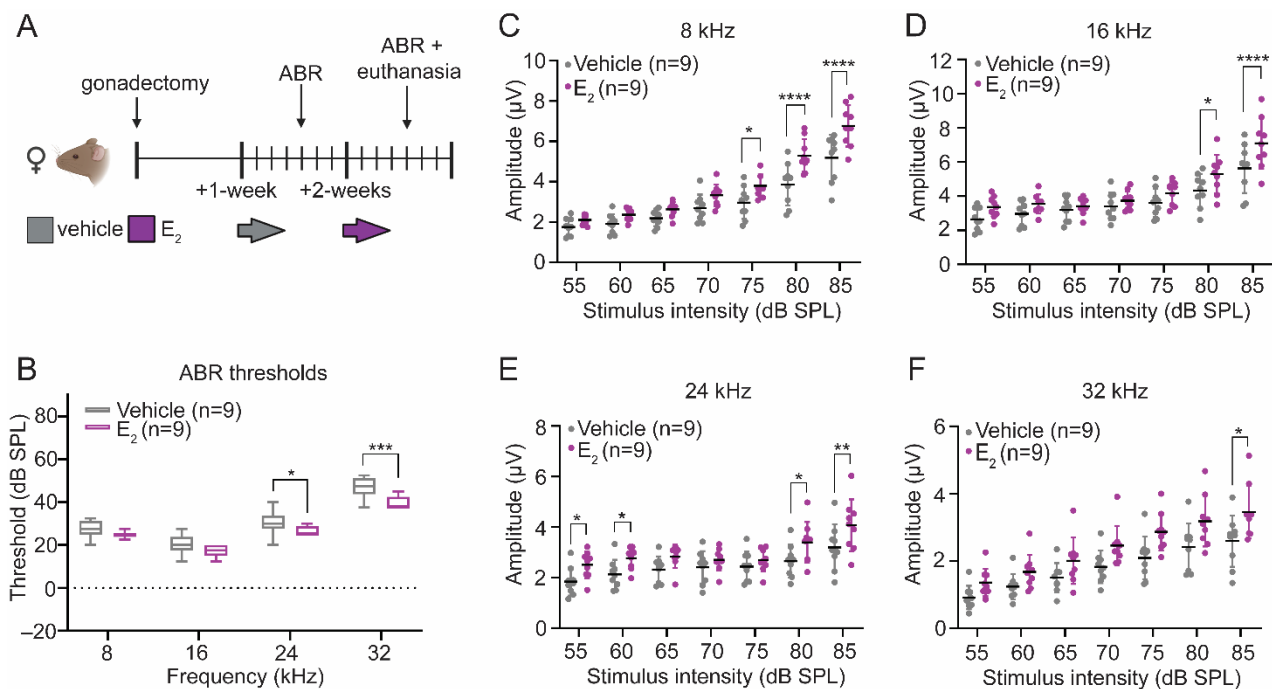 A
gonadectomy
ABR
ABR +
euthanasia
♀
+1-week
+2-weeks
vehicle
E₂
B
ABR thresholds
Vehicle (n=9)
E₂ (n=9)
Threshold (dB SPL)
80
60
40
20
0
–20
*
***
8
16
24
32
Frequency (kHz)
C
8 kHz
Vehicle (n=9)
E₂ (n=9)
Amplitude (µV)
10
8
6
4
2
0
*
****
****
55
60
65
70
75
80
85
Stimulus intensity (dB SPL)
D
16 kHz
Vehicle (n=9)
E₂ (n=9)
Amplitude (µV)
12
10
8
6
4
2
0
*
****
55
60
65
70
75
80
85
Stimulus intensity (dB SPL)
E
24 kHz
Vehicle (n=9)
E₂ (n=9)
Amplitude (µV)
8
6
4
2
0
*
*
*
**
55
60
65
70
75
80
85
Stimulus intensity (dB SPL)
F
32 kHz
Vehicle (n=9)
E₂ (n=9)
Amplitude (µV)
6
4
2
0
*
55
60
65
70
75
80
85
Stimulus intensity (dB SPL)